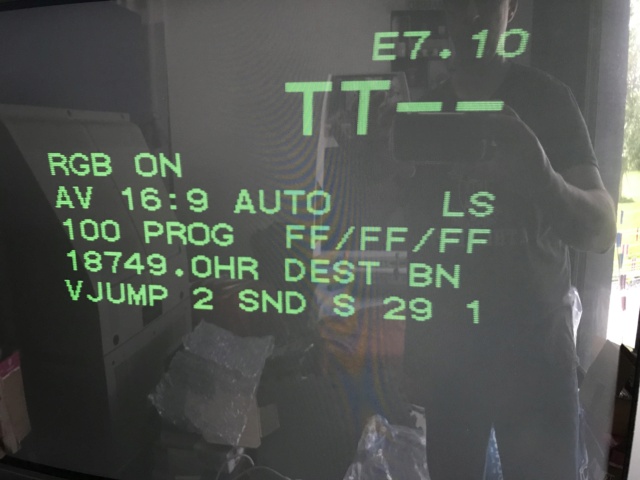 E7.10
TT--
RGB ON
AV 16:9 AUTO LS
100 PROG FF/FF/FF
18749.0HR DEST BN
VJUMP 2 SND S 29 1